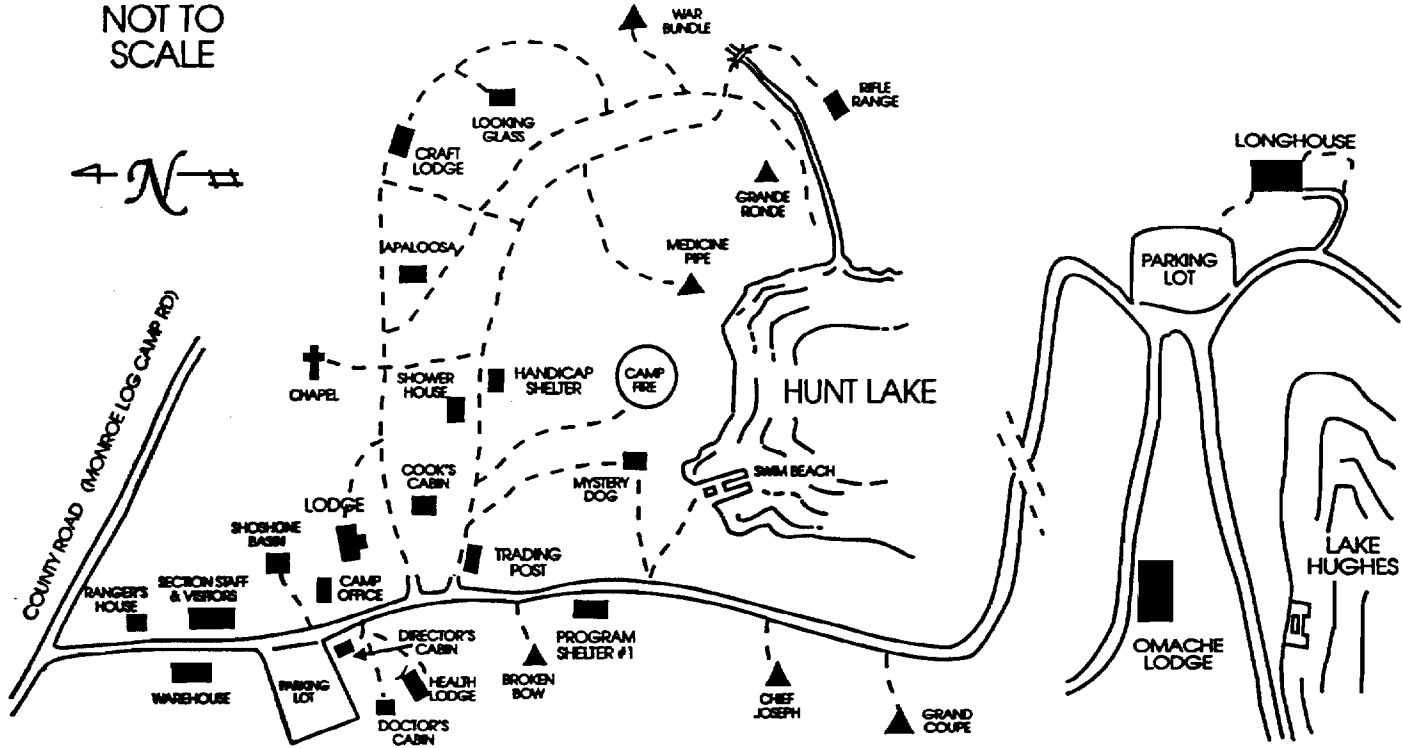 NOT TO
SCALE
WAR
BUNDLE
LOOKING
GLASS
RIFLE
RANGE
CRAFT
LODGE
N
LONGHOUSE
GRANDE
RONDE
APALOOSA
MEDICINE
PIPE
PARKING
LOT
COUNTY ROAD (MONROE LOG CAMP RD)
CHAPEL
SHOWER
HOUSE
HANDICAP
SHELTER
CAMP
FIRE
HUNT LAKE
COOK'S
CABIN
MYSTERY
DOG
SWIM BEACH
LODGE
SHOSHONE
BASIN
TRADING
POST
LAKE
HUGHES
RANGER'S
HOUSE
SECTION STAFF
& VISITORS
CAMP
OFFICE
DIRECTOR'S
CABIN
PROGRAM
SHELTER #1
OMACHE
LODGE
WAREHOUSE
PARKING
LOT
HEALTH
LODGE
BROKEN
BOW
CHIEF
JOSEPH
GRAND
COUPE
DOCTOR'S
CABIN